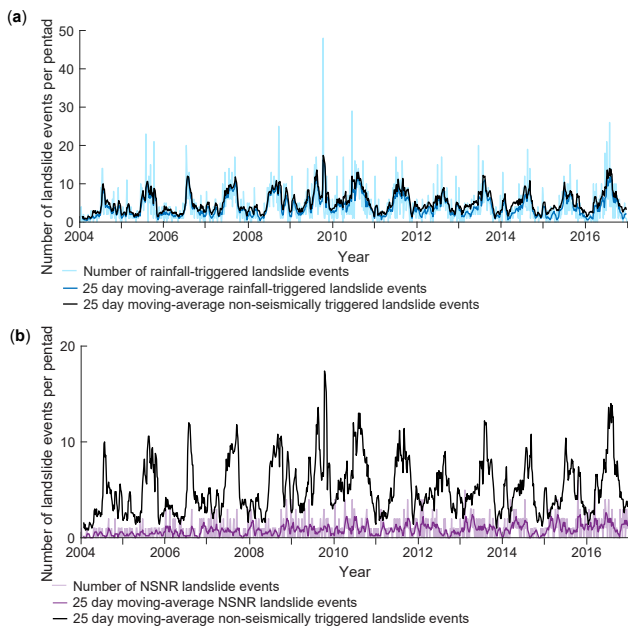 (a)
Number of landslide events per pentad
50
40
30
20
10
0
2004 2006 2008 2010 2012 2014 2016
Year
Number of rainfall-triggered landslide events
25 day moving-average rainfall-triggered landslide events
25 day moving-average non-seismically triggered landslide events
(b)
Number of landslide events per pentad
20
10
0
2004 2006 2008 2010 2012 2014 2016
Year
Number of NSNR landslide events
25 day moving-average NSNR landslide events
25 day moving-average non-seismically triggered landslide events